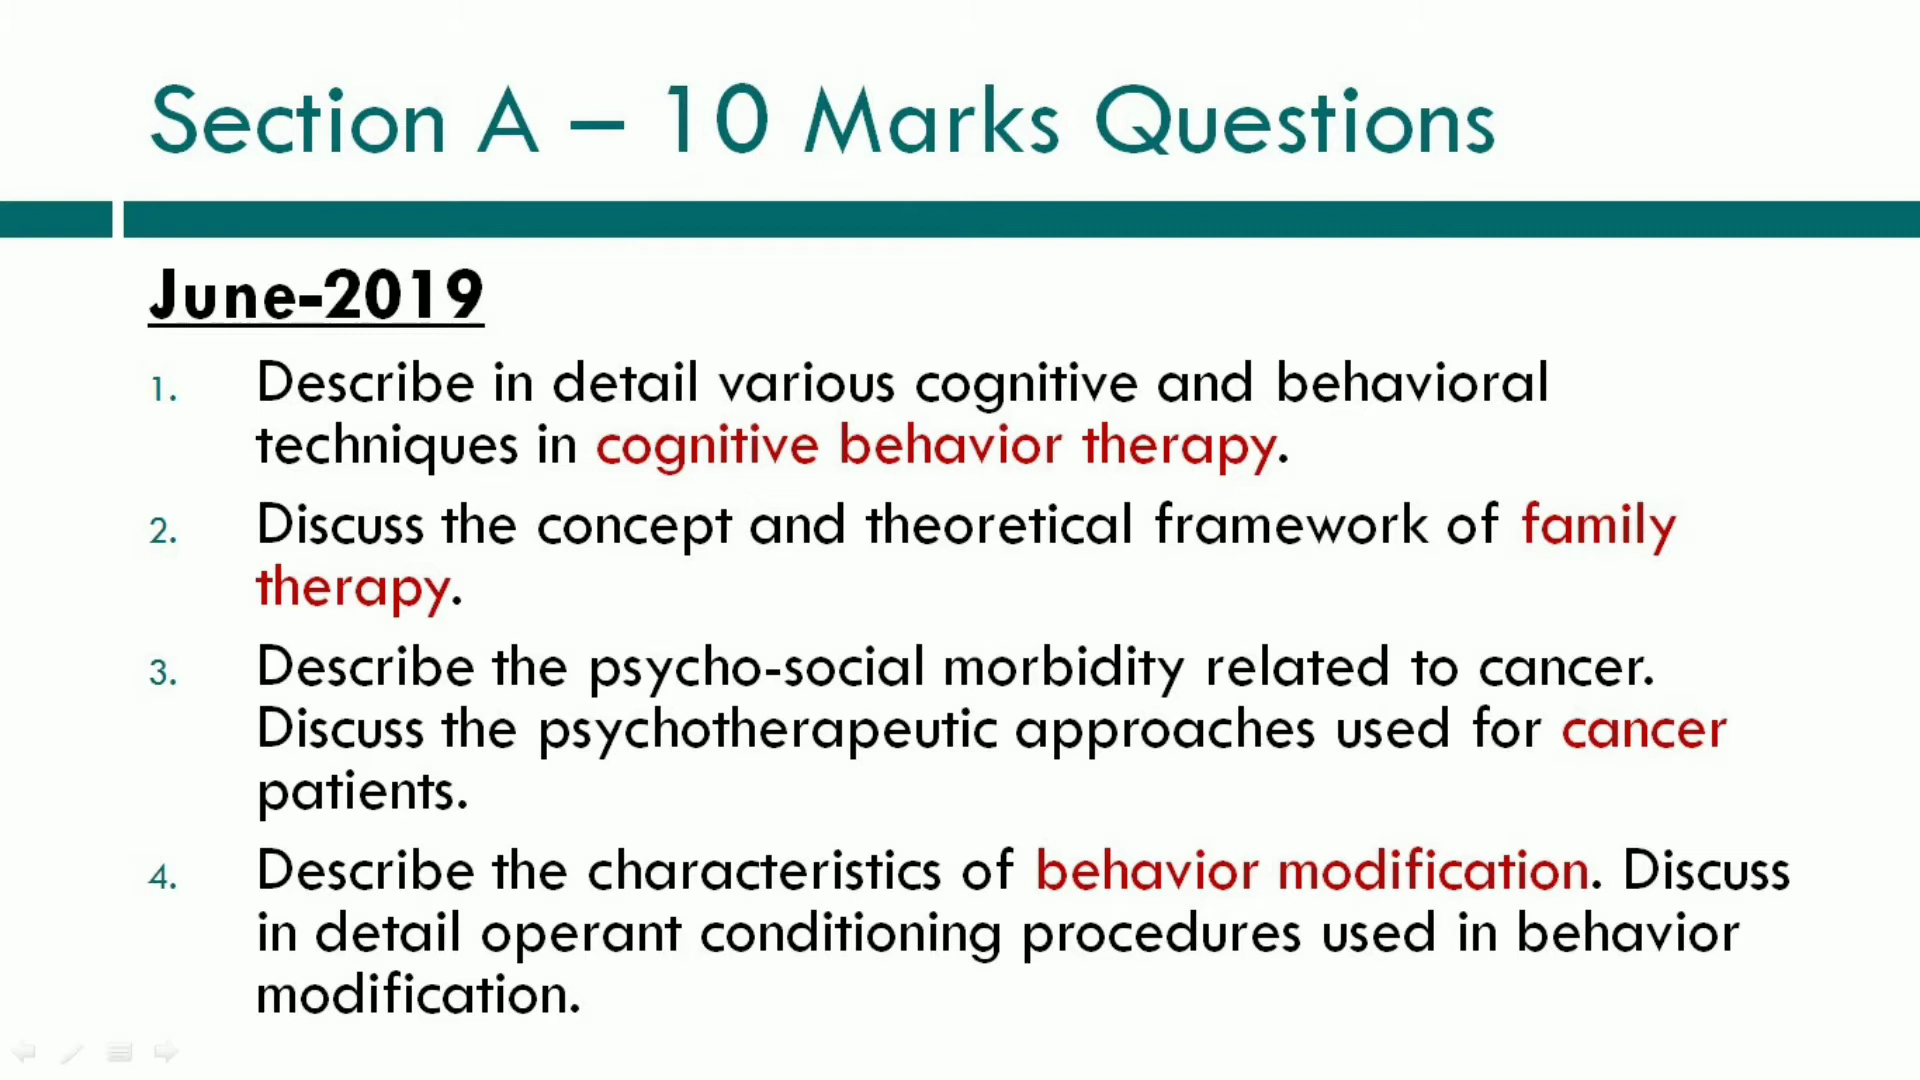 Section A – 10 Marks Questions
June-2019
1. Describe in detail various cognitive and behavioral
techniques in cognitive behavior therapy.
2. Discuss the concept and theoretical framework of family
therapy.
3. Describe the psycho-social morbidity related to cancer.
Discuss the psychotherapeutic approaches used for cancer
patients.
4. Describe the characteristics of behavior modification. Discuss
in detail operant conditioning procedures used in behavior
modification.